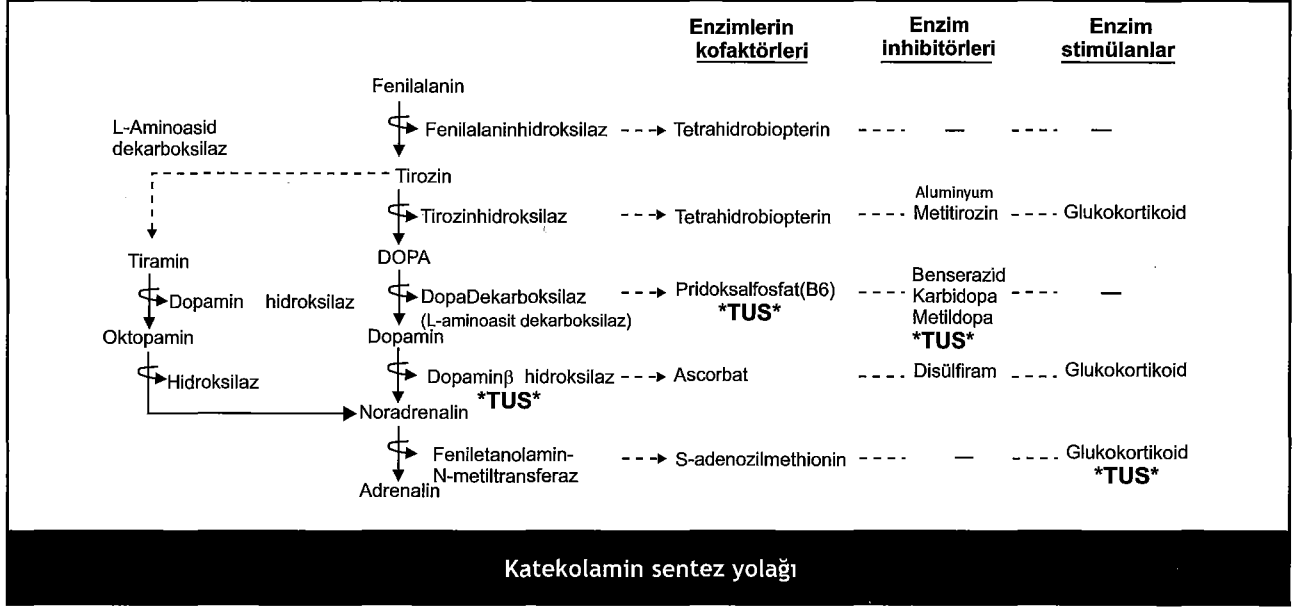 Enzimlerin
kofaktörleri
Enzim
inhibitörleri
Enzim
stimülanlar
Fenilalanin
L-Aminoasid
dekarboksilaz
Fenilalaninhidroksilaz
Tetrahidrobiopterin
—
—
Tirozin
Tirozinhidroksilaz
Tetrahidrobiopterin
Aluminyum
Metitirozin
Glukokortikoid
Tiramin
DOPA
Dopamin hidroksilaz
DopaDekarboksilaz
(L-aminoasit dekarboksilaz)
Pridoksalfosfat(B6)
*TUS*
Benserazid
Karbidopa
Metildopa
*TUS*
—
Oktopamin
Dopamin
Hidroksilaz
Dopaminβ hidroksilaz
*TUS*
Ascorbat
Disülfiram
Glukokortikoid
Noradrenalin
Feniletanolamin-
N-metiltransferaz
S-adenozilmethionin
—
Glukokortikoid
*TUS*
Adrenalin
Katekolamin sentez yolağı